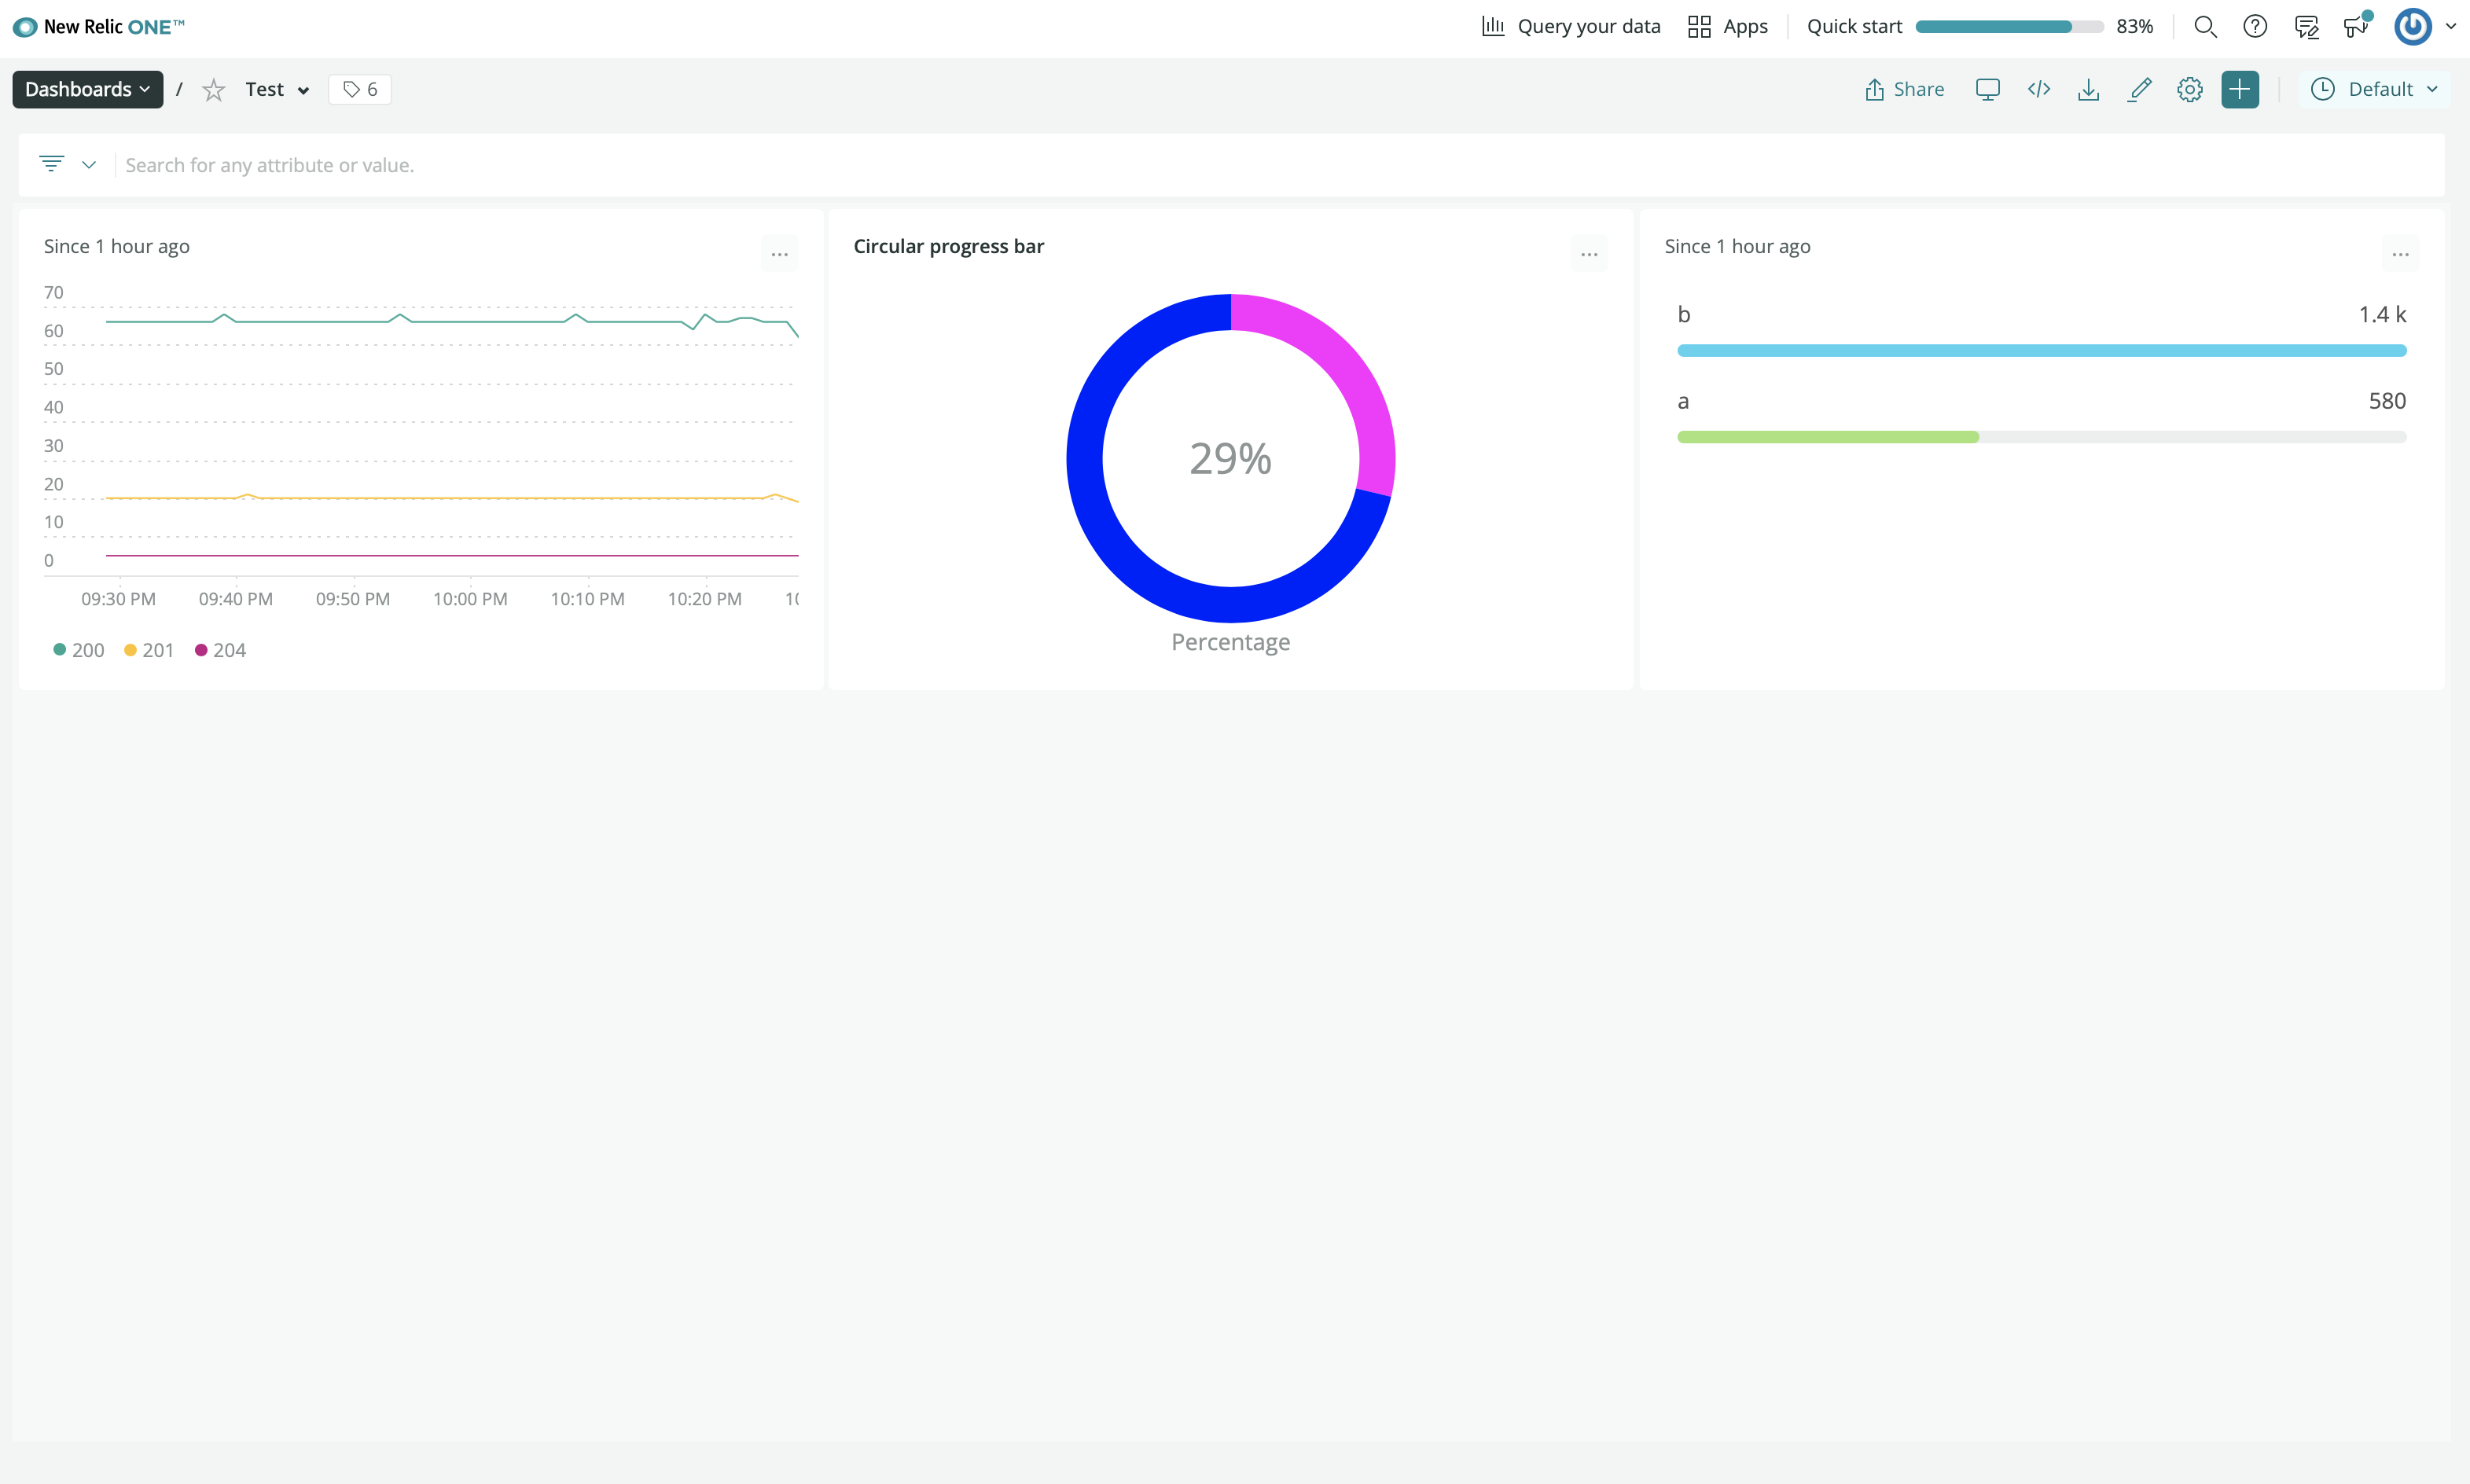 New Relic ONE™
Query your data
Apps
Quick start
83%
Dashboards
/
Test
6
Share
Default
Search for any attribute or value.
Since 1 hour ago
...
70
60
50
40
30
20
10
0
09:30 PM 09:40 PM 09:50 PM 10:00 PM 10:10 PM 10:20 PM
200 201 204
Circular progress bar
...
29%
Percentage
Since 1 hour ago
...
b 1.4 k
a 580